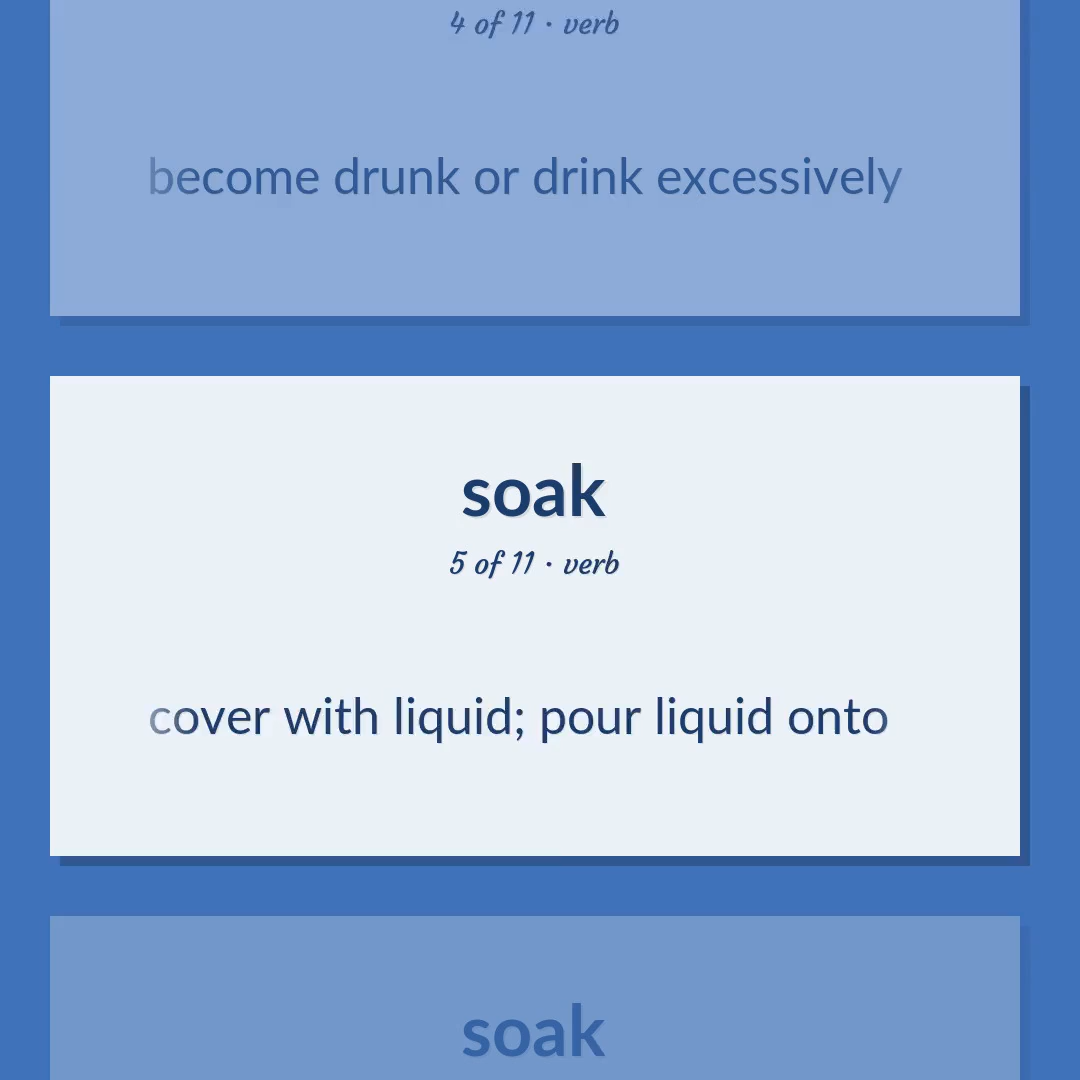 4 of 11 · verb
become drunk or drink excessively
soak
5 of 11 · verb
cover with liquid; pour liquid onto
soak